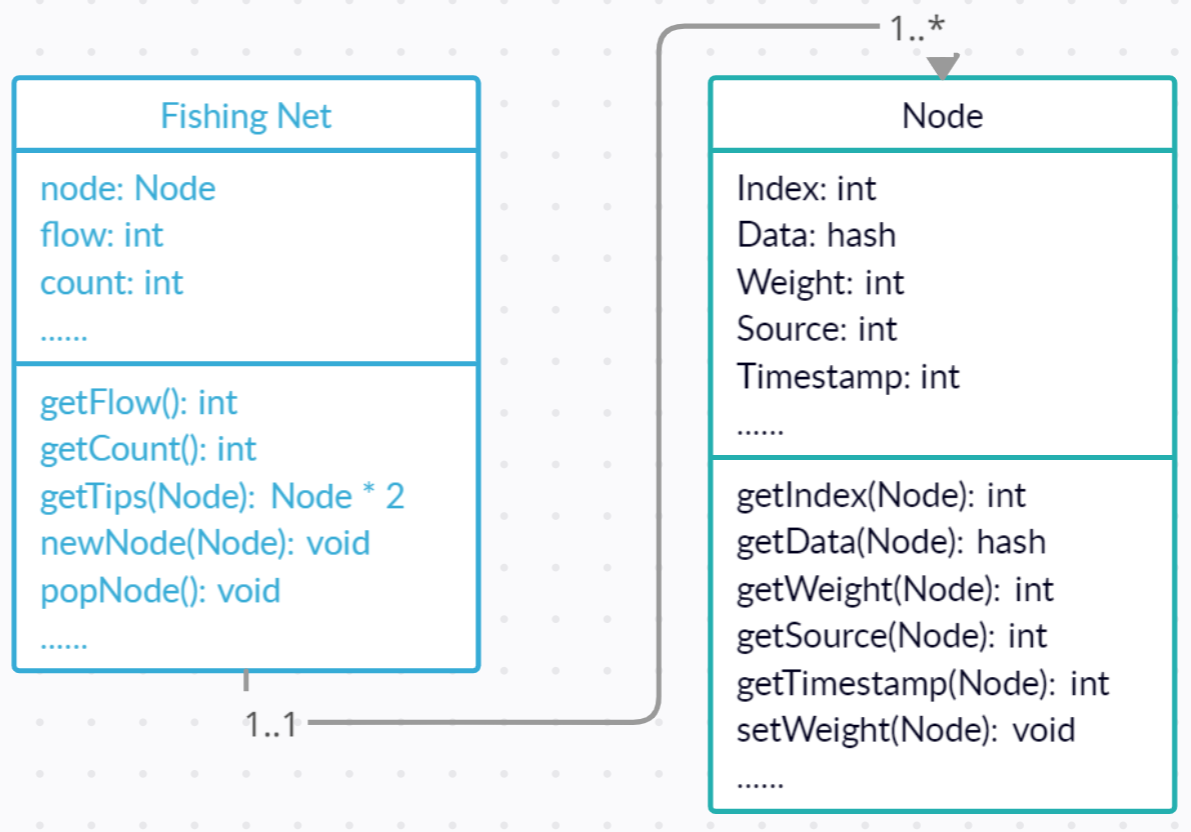 1..*
Fishing Net
node: Node
flow: int
count: int
......
getFlow(): int
getCount(): int
getTips(Node): Node * 2
newNode(Node): void
popNode(): void
......
1..1
Node
Index: int
Data: hash
Weight: int
Source: int
Timestamp: int
......
getIndex(Node): int
getData(Node): hash
getWeight(Node): int
getSource(Node): int
getTimestamp(Node): int
setWeight(Node): void
......